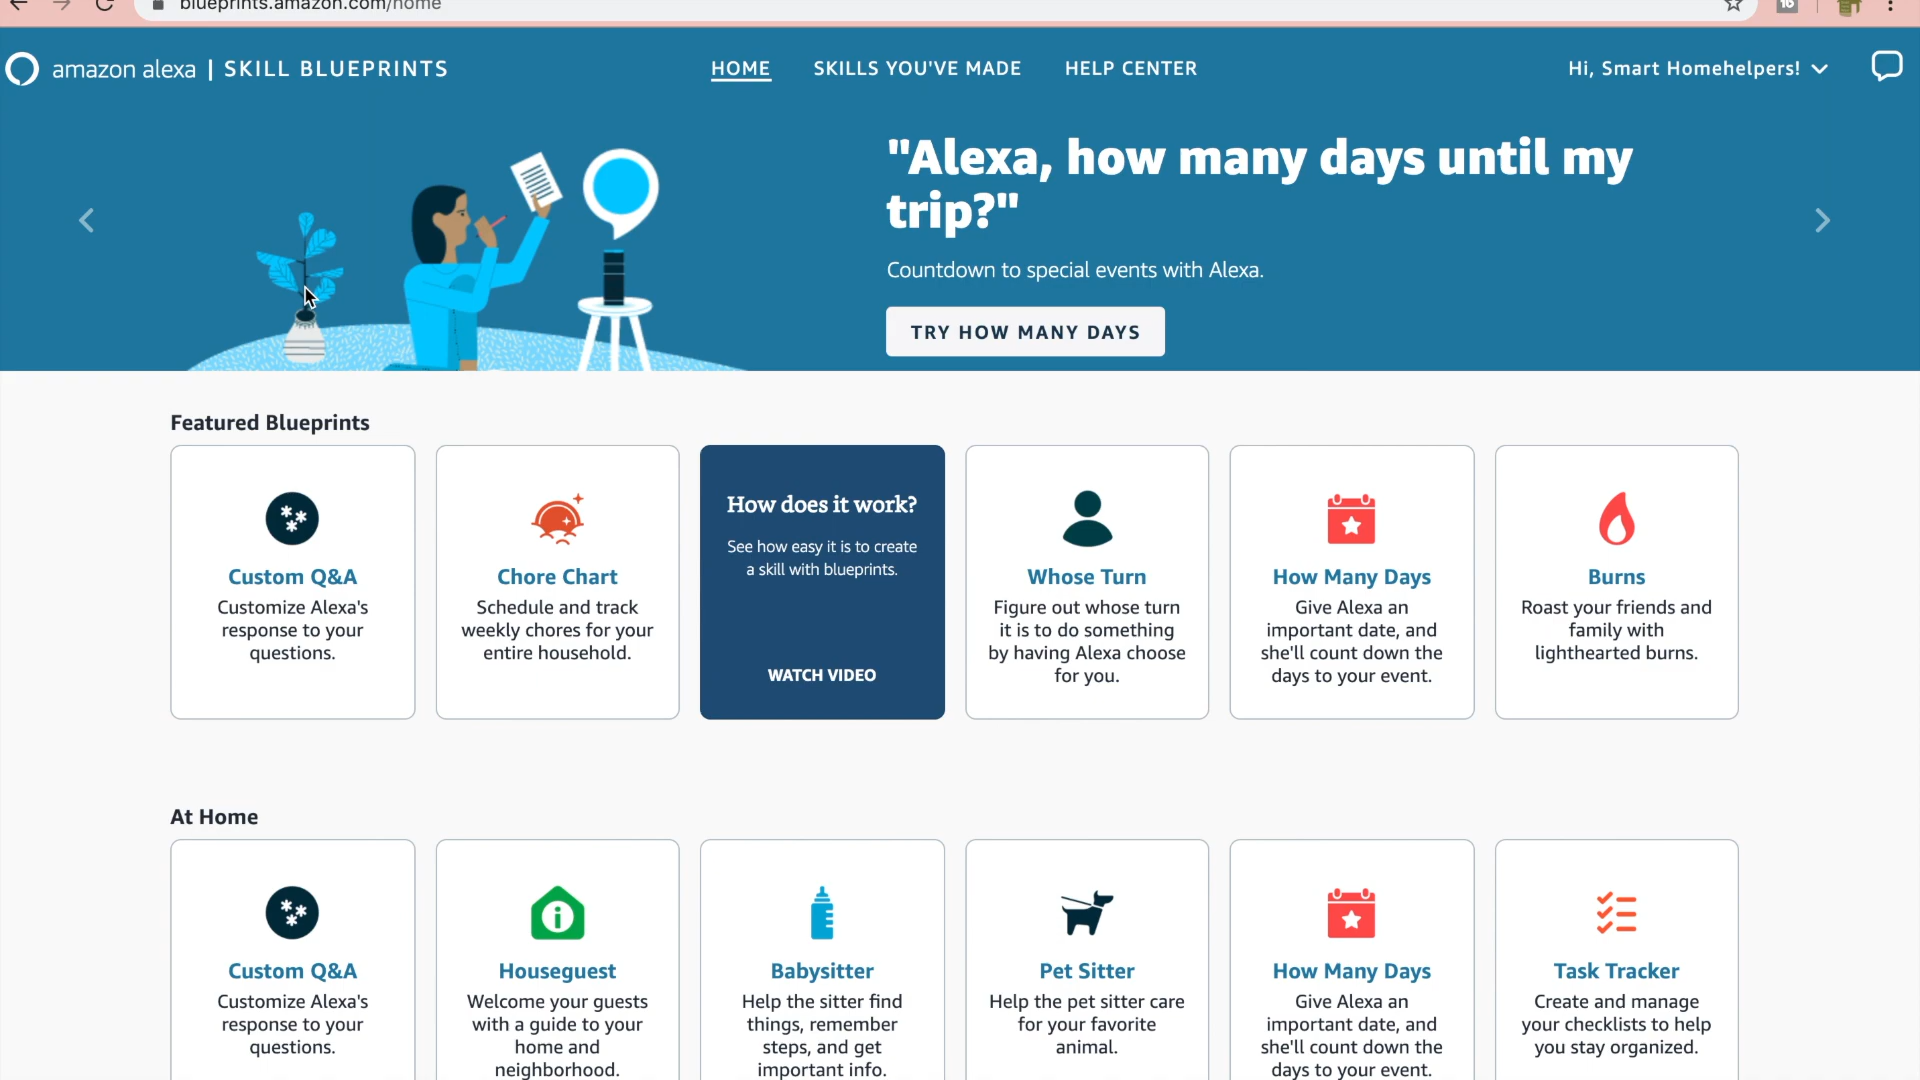 blueprints.amazon.com/home
amazon alexa | SKILL BLUEPRINTS
HOME
SKILLS YOU'VE MADE
HELP CENTER
Hi, Smart Homehelpers!
"Alexa, how many days until my
trip?"
Countdown to special events with Alexa.
TRY HOW MANY DAYS
Featured Blueprints
Custom Q&A
Customize Alexa's
response to your
questions.
Chore Chart
Schedule and track
weekly chores for your
entire household.
How does it work?
See how easy it is to create
a skill with blueprints.
WATCH VIDEO
Whose Turn
Figure out whose turn
it is to do something
by having Alexa choose
for you.
How Many Days
Give Alexa an
important date, and
she'll count down the
days to your event.
Burns
Roast your friends and
family with
lighthearted burns.
At Home
Custom Q&A
Customize Alexa's
response to your
questions.
Houseguest
Welcome your guests
with a guide to your
home and
neighborhood.
Babysitter
Help the sitter find
things, remember
steps, and get
important info.
Pet Sitter
Help the pet sitter care
for your favorite
animal.
How Many Days
Give Alexa an
important date, and
she'll count down the
days to your event.
Task Tracker
Create and manage
your checklists to help
you stay organized.